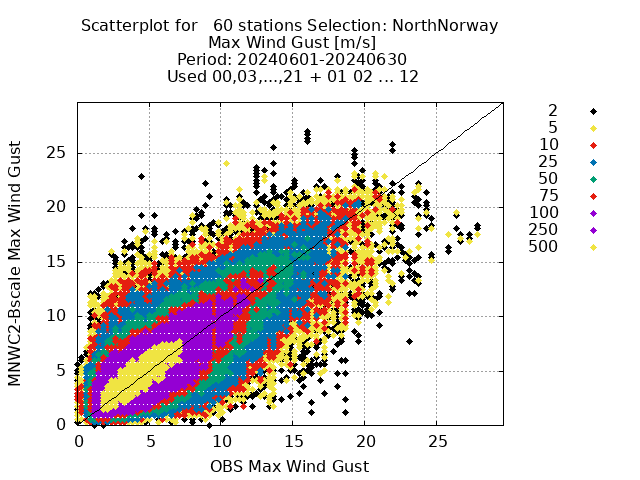 Scatterplot for 60 stations Selection: NorthNorway
Max Wind Gust [m/s]
Period: 20240601-20240630
Used 00,03,...,21 + 01 02 ... 12
2
5
10
25
50
75
100
250
500
MNWC2-Bscale Max Wind Gust
25
20
15
10
5
0
0 5 10 15 20 25
OBS Max Wind Gust